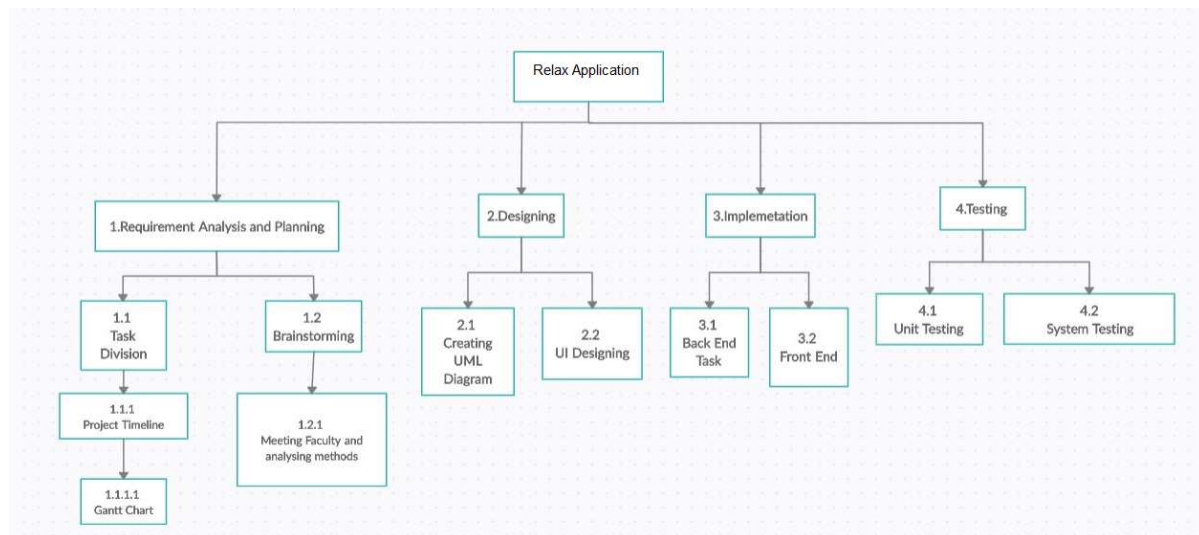 Relax Application
1.Requirement Analysis and Planning
2.Designing
3.Implemetation
4.Testing
1.1
Task
Division
1.2
Brainstorming
2.1
Creating
UML
Diagram
2.2
UI Designing
3.1
Back End
Task
3.2
Front End
4.1
Unit Testing
4.2
System Testing
1.1.1
Project Timeline
1.2.1
Meeting Faculty and
analysing methods
1.1.1.1
Gantt Chart